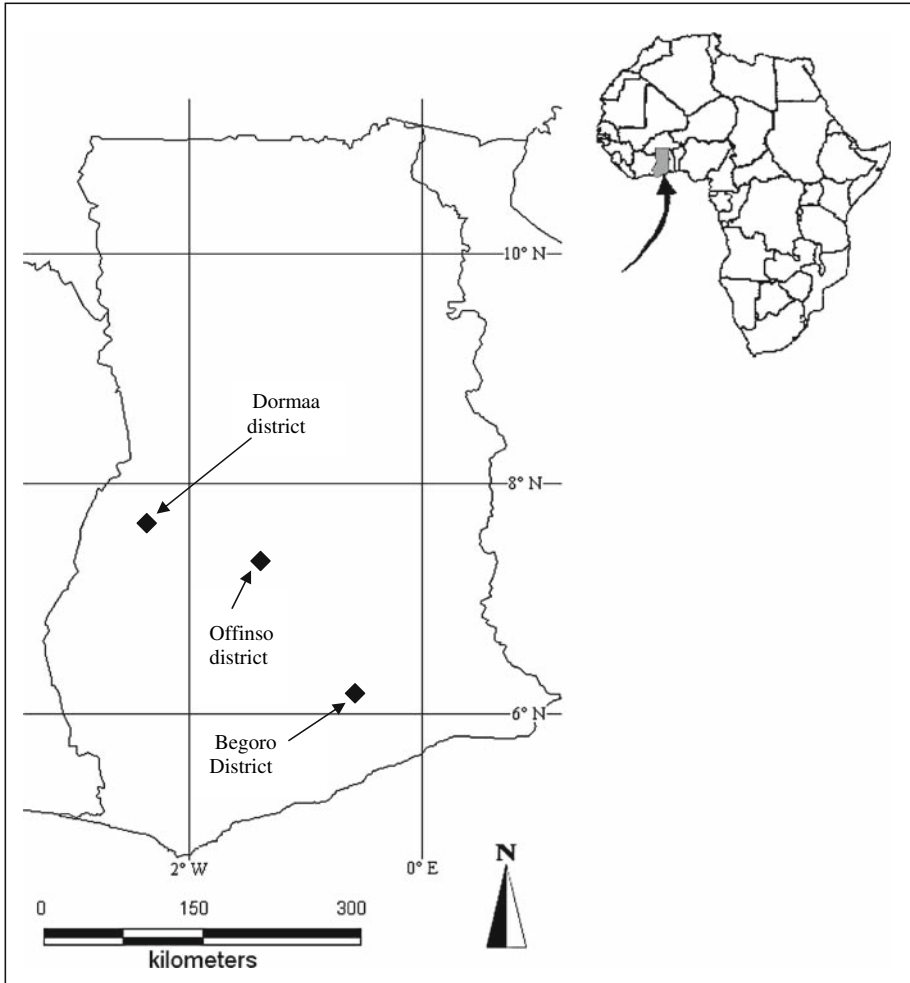 10° N
Dormaa
district
8° N
Offinso
district
6° N
Begoro
District
2° W
0° E
N
0 150 300
kilometers